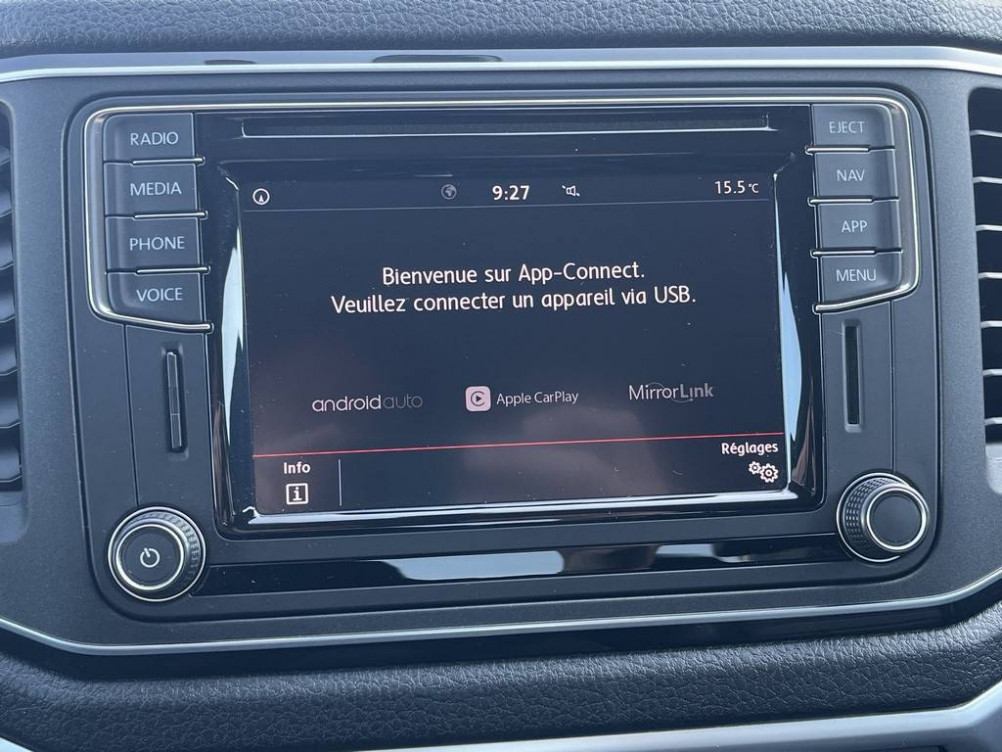 RADIO
MEDIA
PHONE
VOICE
EJECT
NAV
APP
MENU
9:27
15.5°C
Bienvenue sur App-Connect.
Veuillez connecter un appareil via USB.
androidauto
Apple CarPlay
MirrorLink
Info
i
Réglages